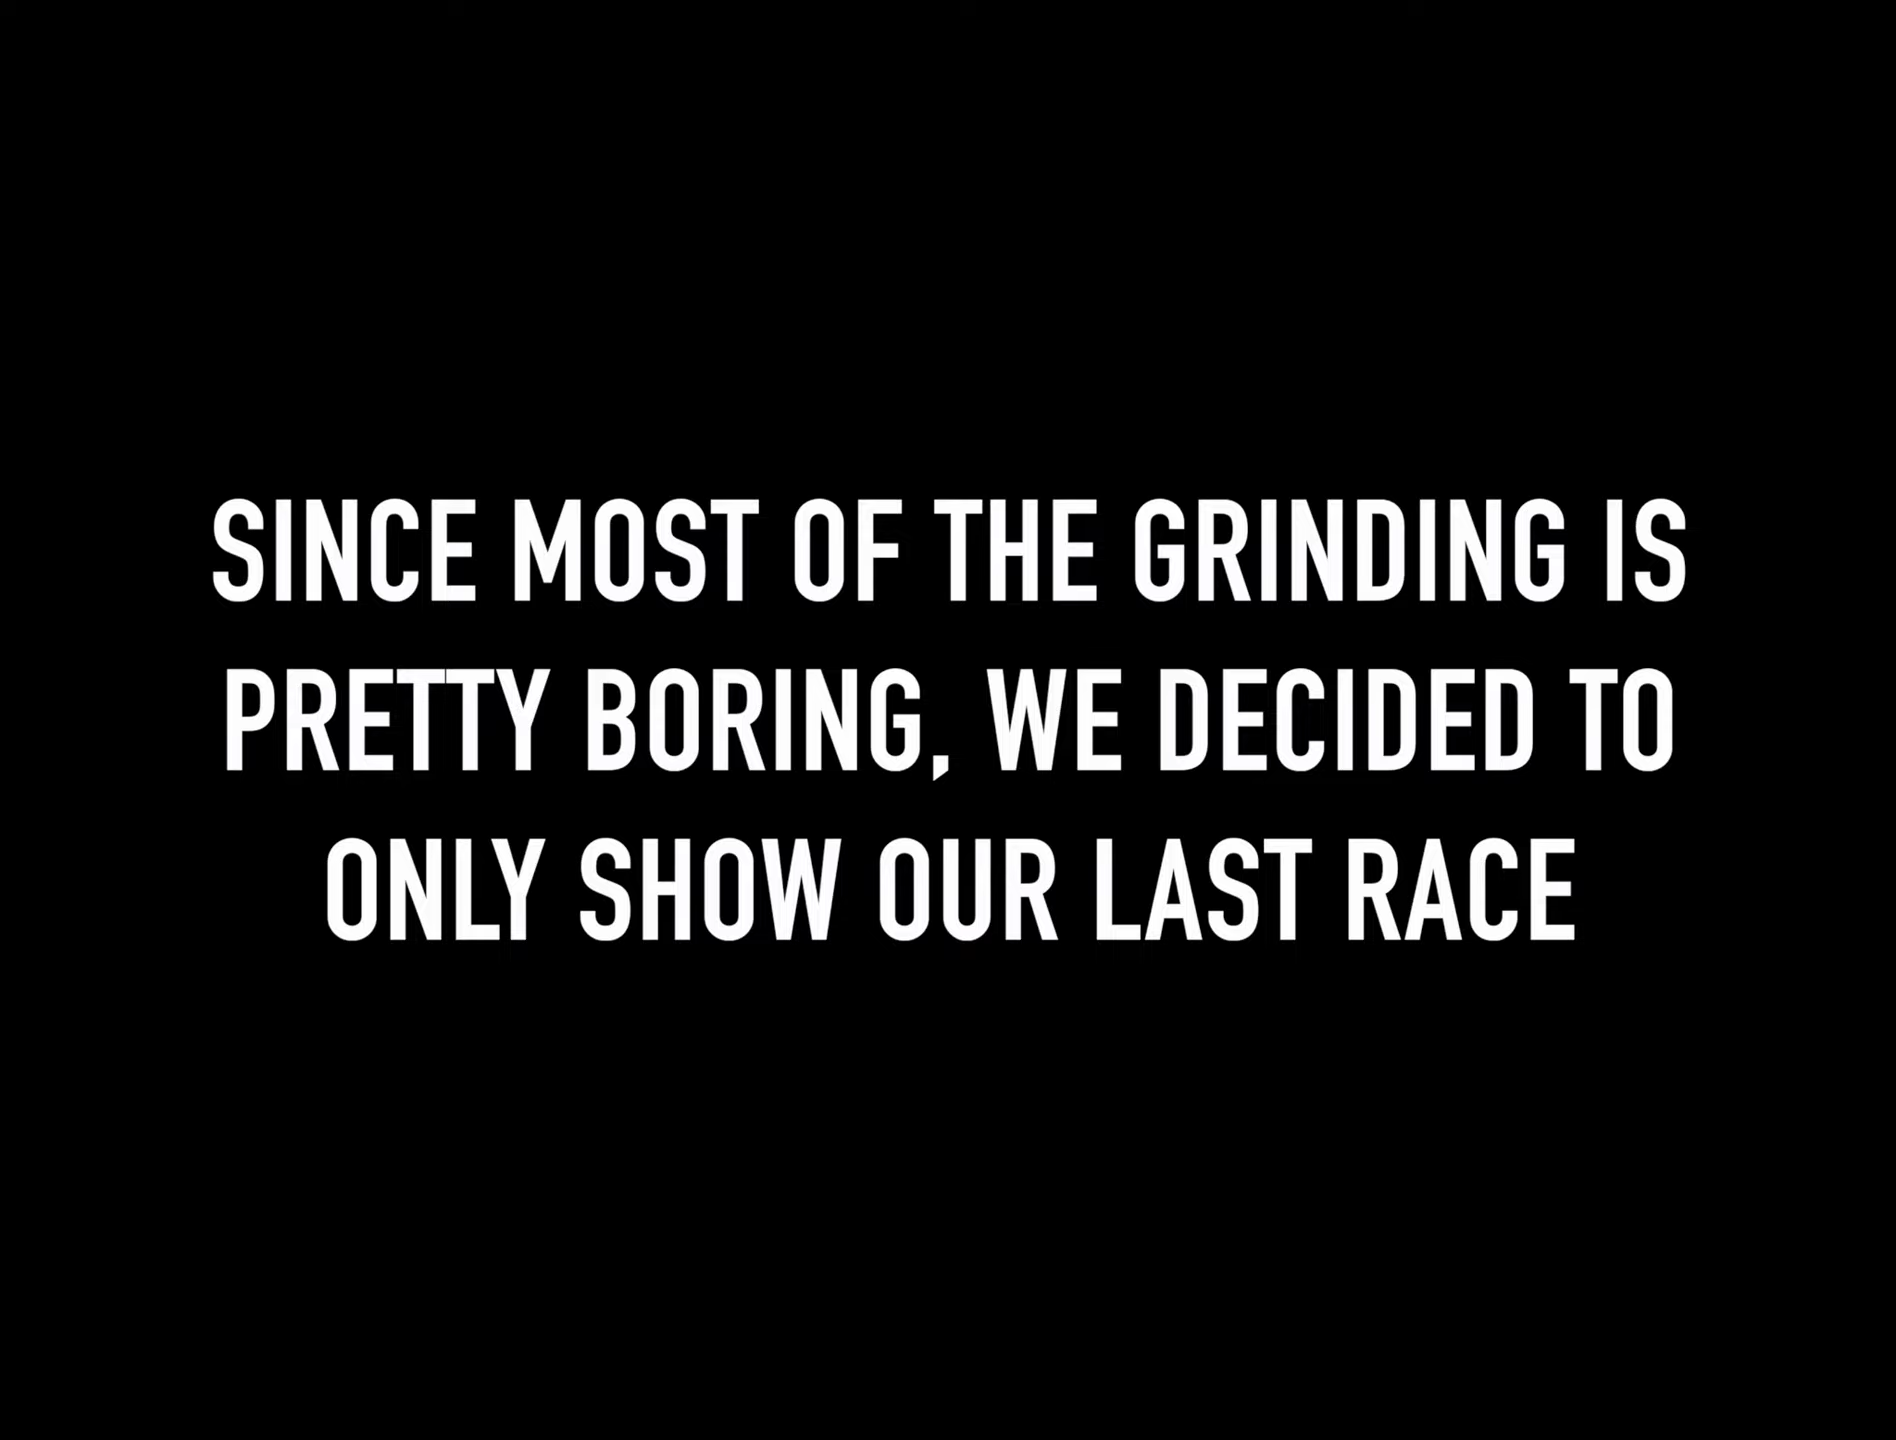 SINCE MOST OF THE GRINDING IS
PRETTY BORING, WE DECIDED TO
ONLY SHOW OUR LAST RACE